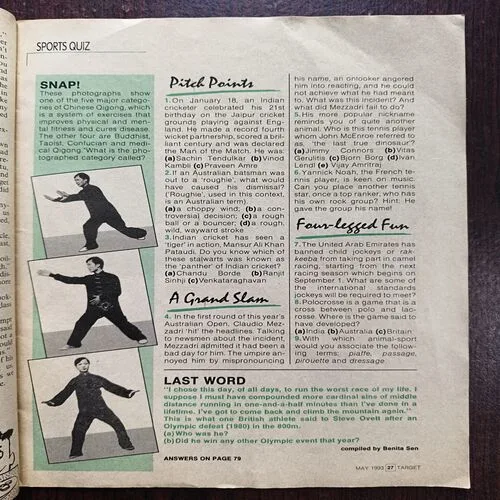 SPORTS QUIZ
SNAP!
These photographs show
one of the five major catego-
ries of Chinese Qigong, which
is a system of exercises that
improves physical and men-
tal fitness and cures disease.
The other four are Buddhist,
Taoist, Confucian and medi-
cal Qigong. What is the pho-
tographed category called?
Pitch Points
1.On January 18, an Indian
cricketer celebrated his 21st
birthday on the Jaipur cricket
grounds playing against Eng-
land. He made a record fourth
wicket partnership, scored a bril-
liant century and was declared
the Man of the Match. He was:
(a)Sachin Tendulkar (b)Vinod
Kambli (c)Praveen Amre
2.If an Australian batsman was
out to a 'roughie', what would
have caused his dismissal?
('Roughie', used in this context,
is an Australian term).
(a)a choppy wind; (b)a con-
troversial) decision; (c)a rough
ball or a bouncer; (d)a rough,
wild, wayward stroke
3.Indian cricket has seen a
'tiger' in action, Mansur Ali Khan
Pataudi. Do you know which of
these stalwarts was known as
the 'panther' of Indian cricket?
(a)Chandu Borde (b)Ranjit
Sinhji (c)Venkataraghavan
A Grand Slam
4. In the first round of this year's
Australian Open, Claudio Mez-
zadri 'hit' the headlines. Talking
to newsmen about the incident,
Mezzadri admitted it had been a
bad day for him. The umpire an-
noyed him by mispronouncing
his name, an onlooker angered
him into reacting, and he could
not achieve what he had meant
to. What was this incident? And
what did Mezzadri fail to do?
5.His more popular nickname
reminds you of quite another
animal. Who is this tennis player
whom John McEnroe referred to
as, 'the last true dinosaur'?
(a)Jimmy Connors (b)Vitas
Gerulitis (c)Bjorn Borg (d)Ivan
Lendl (e) Vijay Amritraj
6.Yannick Noah, the French ten-
nis player, is keen on music.
Can you place another tennis
star, once a top ranker, who has
his own rock group? Hint: He
gave the group his name!
Four-legged Fun
7.The United Arab Emirates has
banned child jockeys or rak-
keeba from taking part in camel
racing, starting from the next
racing season which begins on
September 1. What are some of
the international standards
jockeys will be required to meet?
8.Polocrosse is a game that is a
cross between polo and lac-
rosse. Where is the game said to
have developed?
(a)India (b)Australia (c)Britain
9.With which animal-sport
would you associate the follow-
ing terms: piaffe, passage,
pirouette and dressage.
LAST WORD
"I chose this day, of all days, to run the worst race of my life. I
suppose I must have compounded more cardinal sins of middle
distance running in one-and-a-half minutes than I've done in a
lifetime. I've got to come back and climb the mountain again."
This is what one British athlete said to Steve Ovett after an
Olympic defeat (1980) in the 800m.
(a)Who was he?
(b)Did he win any other Olympic event that year?
compiled by Benita Sen
ANSWERS ON PAGE 79
MAY 1993 27 TARGET